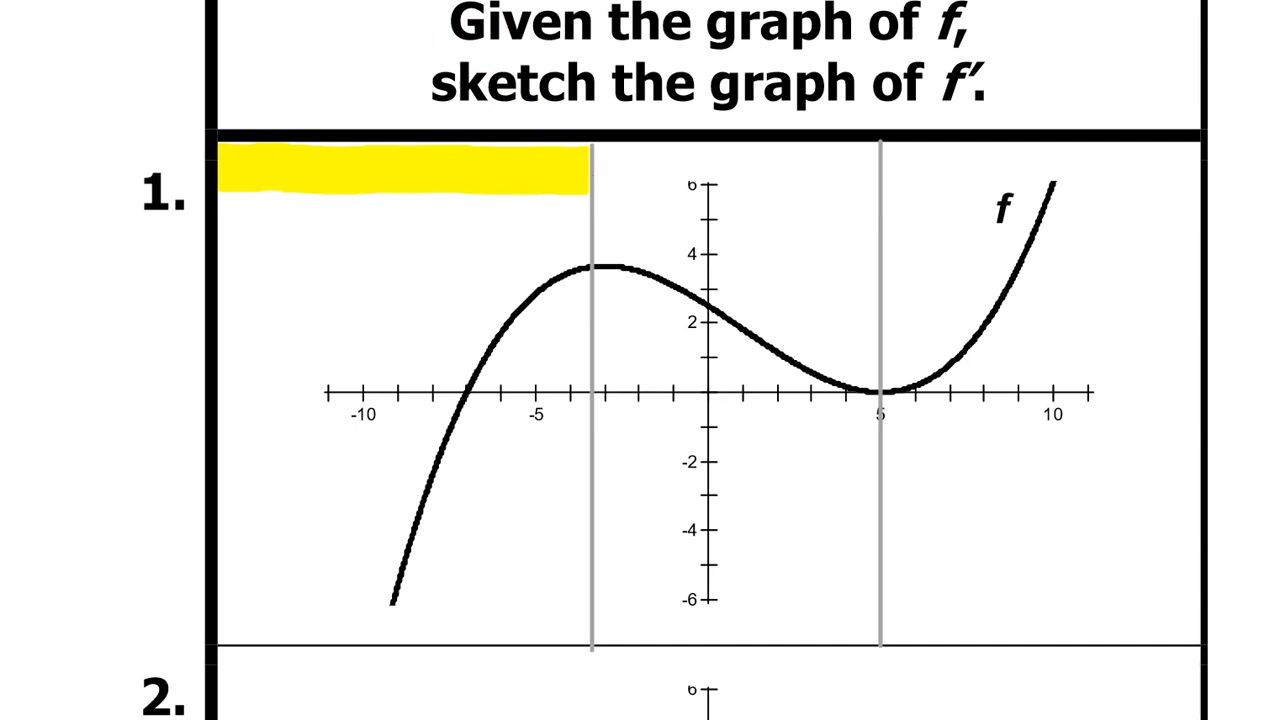 Given the graph of f,
sketch the graph of f′.
1.
6
f
4
2
-10 -5 5 10
-2
-4
-6
2.
6